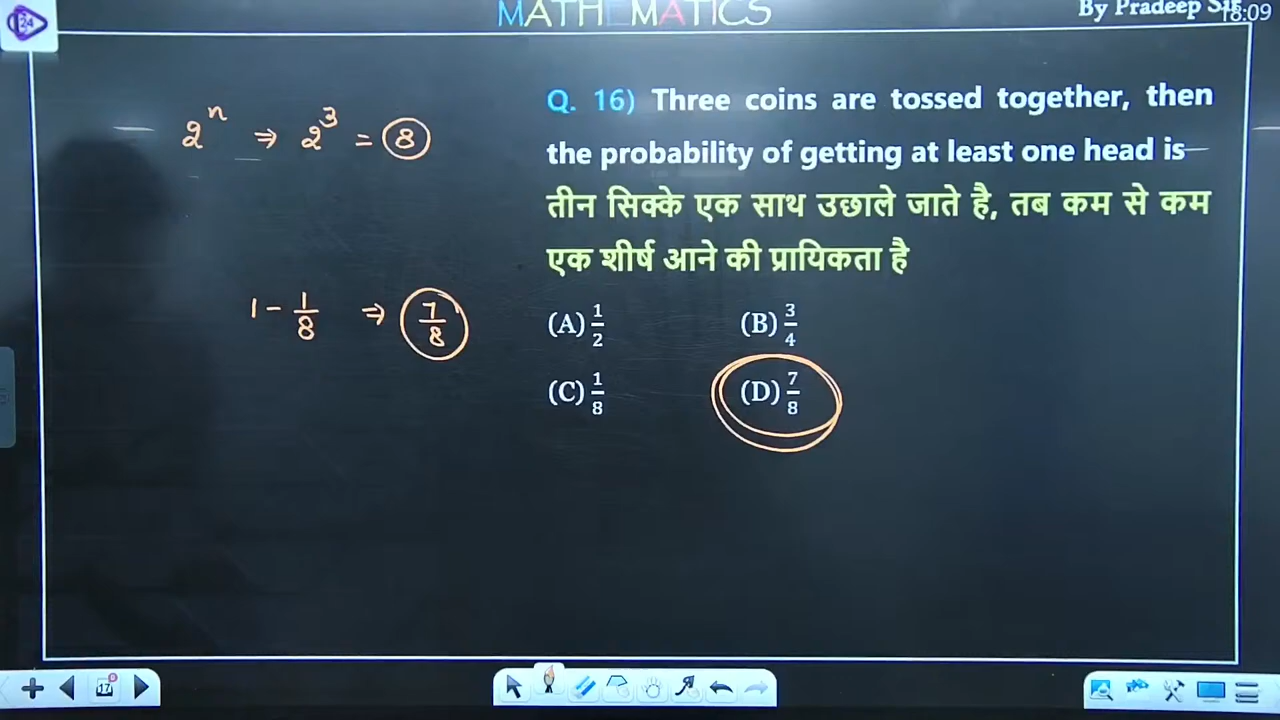 24
MATHEMATICS
By Pradeep Sir
18:09
2^n ⇒ 2^3 = 8
1 - 1/8 ⇒ 7/8
Q. 16) Three coins are tossed together, then
the probability of getting at least one head is
तीन सिक्के एक साथ उछाले जाते है, तब कम से कम
एक शीर्ष आने की प्रायिकता है
(A) 1/2 (B) 3/4
(C) 1/8 (D) 7/8
17